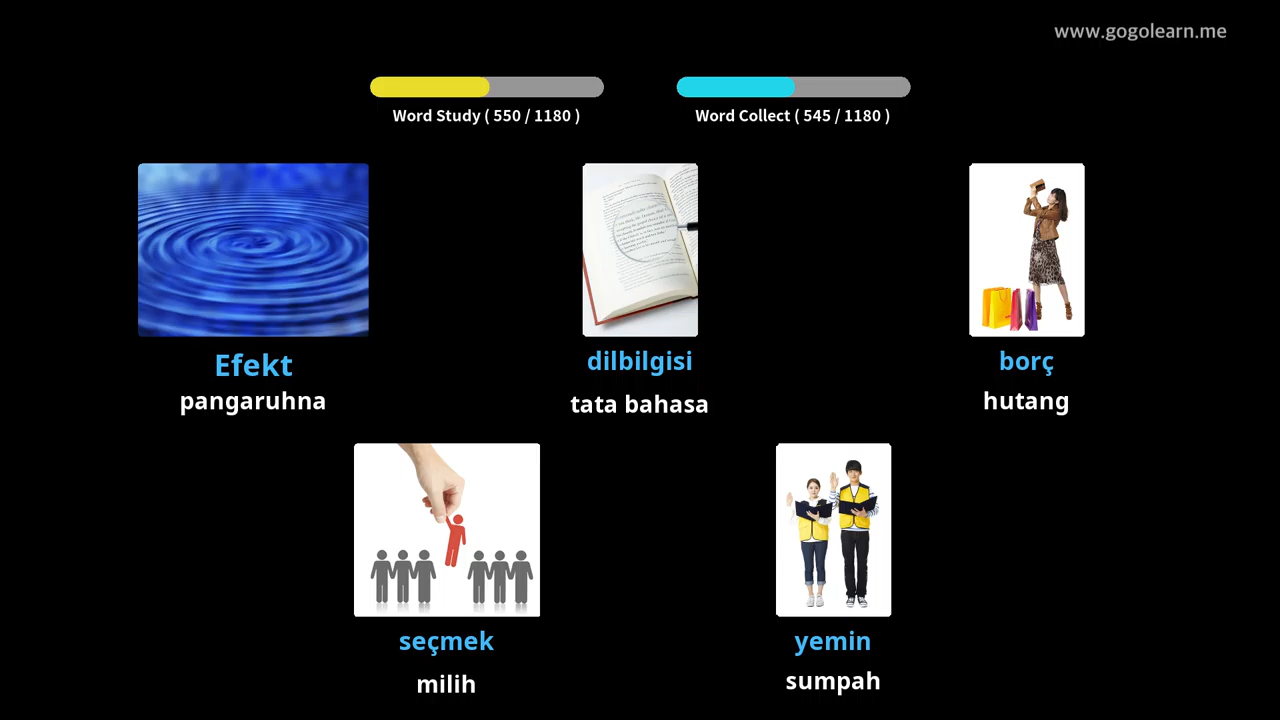 www.gogolearn.me
Word Study ( 550 / 1180 )
Word Collect ( 545 / 1180 )
Efekt
pangaruhna
dilbilgisi
tata bahasa
borç
hutang
seçmek
milih
yemin
sumpah